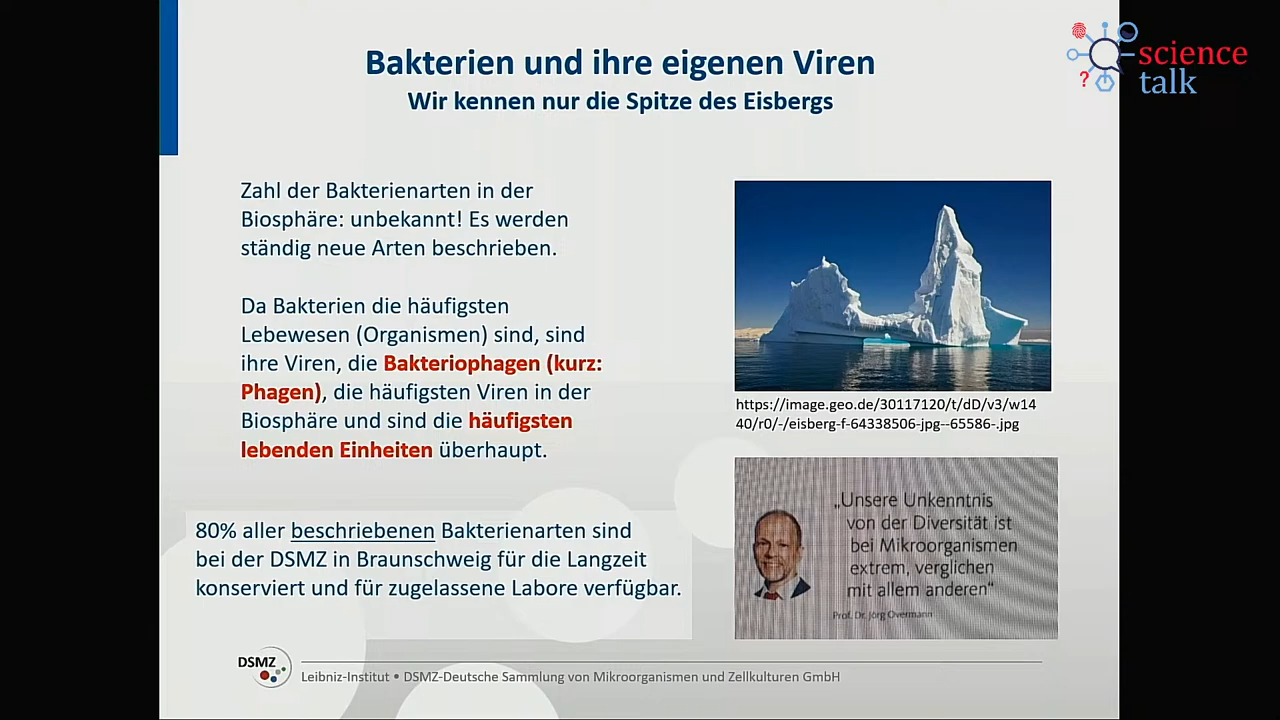 Bakterien und ihre eigenen Viren
Wir kennen nur die Spitze des Eisbergs
science
talk
?
Zahl der Bakterienarten in der
Biosphäre: unbekannt! Es werden
ständig neue Arten beschrieben.
Da Bakterien die häufigsten
Lebewesen (Organismen) sind, sind
ihre Viren, die Bakteriophagen (kurz:
Phagen), die häufigsten Viren in der
Biosphäre und sind die häufigsten
lebenden Einheiten überhaupt.
80% aller beschriebenen Bakterienarten sind
bei der DSMZ in Braunschweig für die Langzeit
konserviert und für zugelassene Labore verfügbar.
https://image.geo.de/30117120/t/dD/v3/w14
40/r0/-/eisberg-f-64338506-jpg--65586-.jpg
„Unsere Unkenntnis
von der Diversität ist
bei Mikroorganismen
extrem, verglichen
mit allem anderen“
Prof. Dr. Jörg Overmann
DSMZ
Leibniz-Institut • DSMZ-Deutsche Sammlung von Mikroorganismen und Zellkulturen GmbH